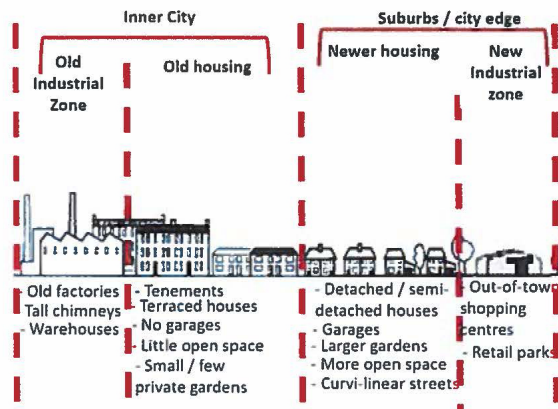 Inner City
Suburbs / city edge
Old
Industrial
Zone
Old housing
Newer housing
New
Industrial
zone
- Old factories
Tall chimneys
- Warehouses
- Tenements
- Terraced houses
- No garages
- Little open space
- Small / few
private gardens
- Detached / semi-
detached houses
- Garages
- Larger gardens
- More open space
- Curvi-linear streets
- Out-of-town
shopping
centres
- Retail parks